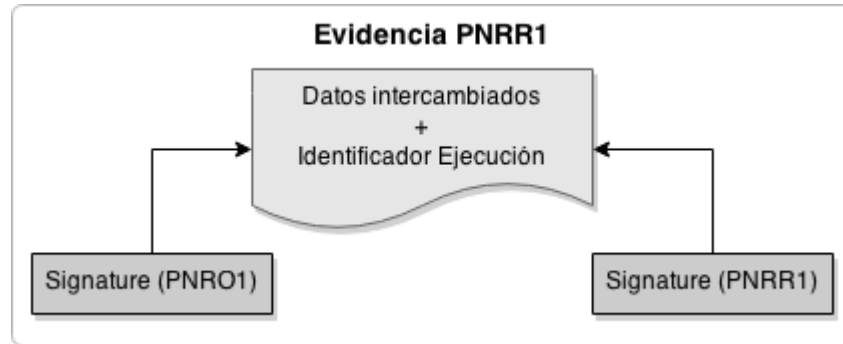 Evidencia PNRR1
Datos intercambiados
+
Identificador Ejecución
Signature (PNRO1)
Signature (PNRR1)